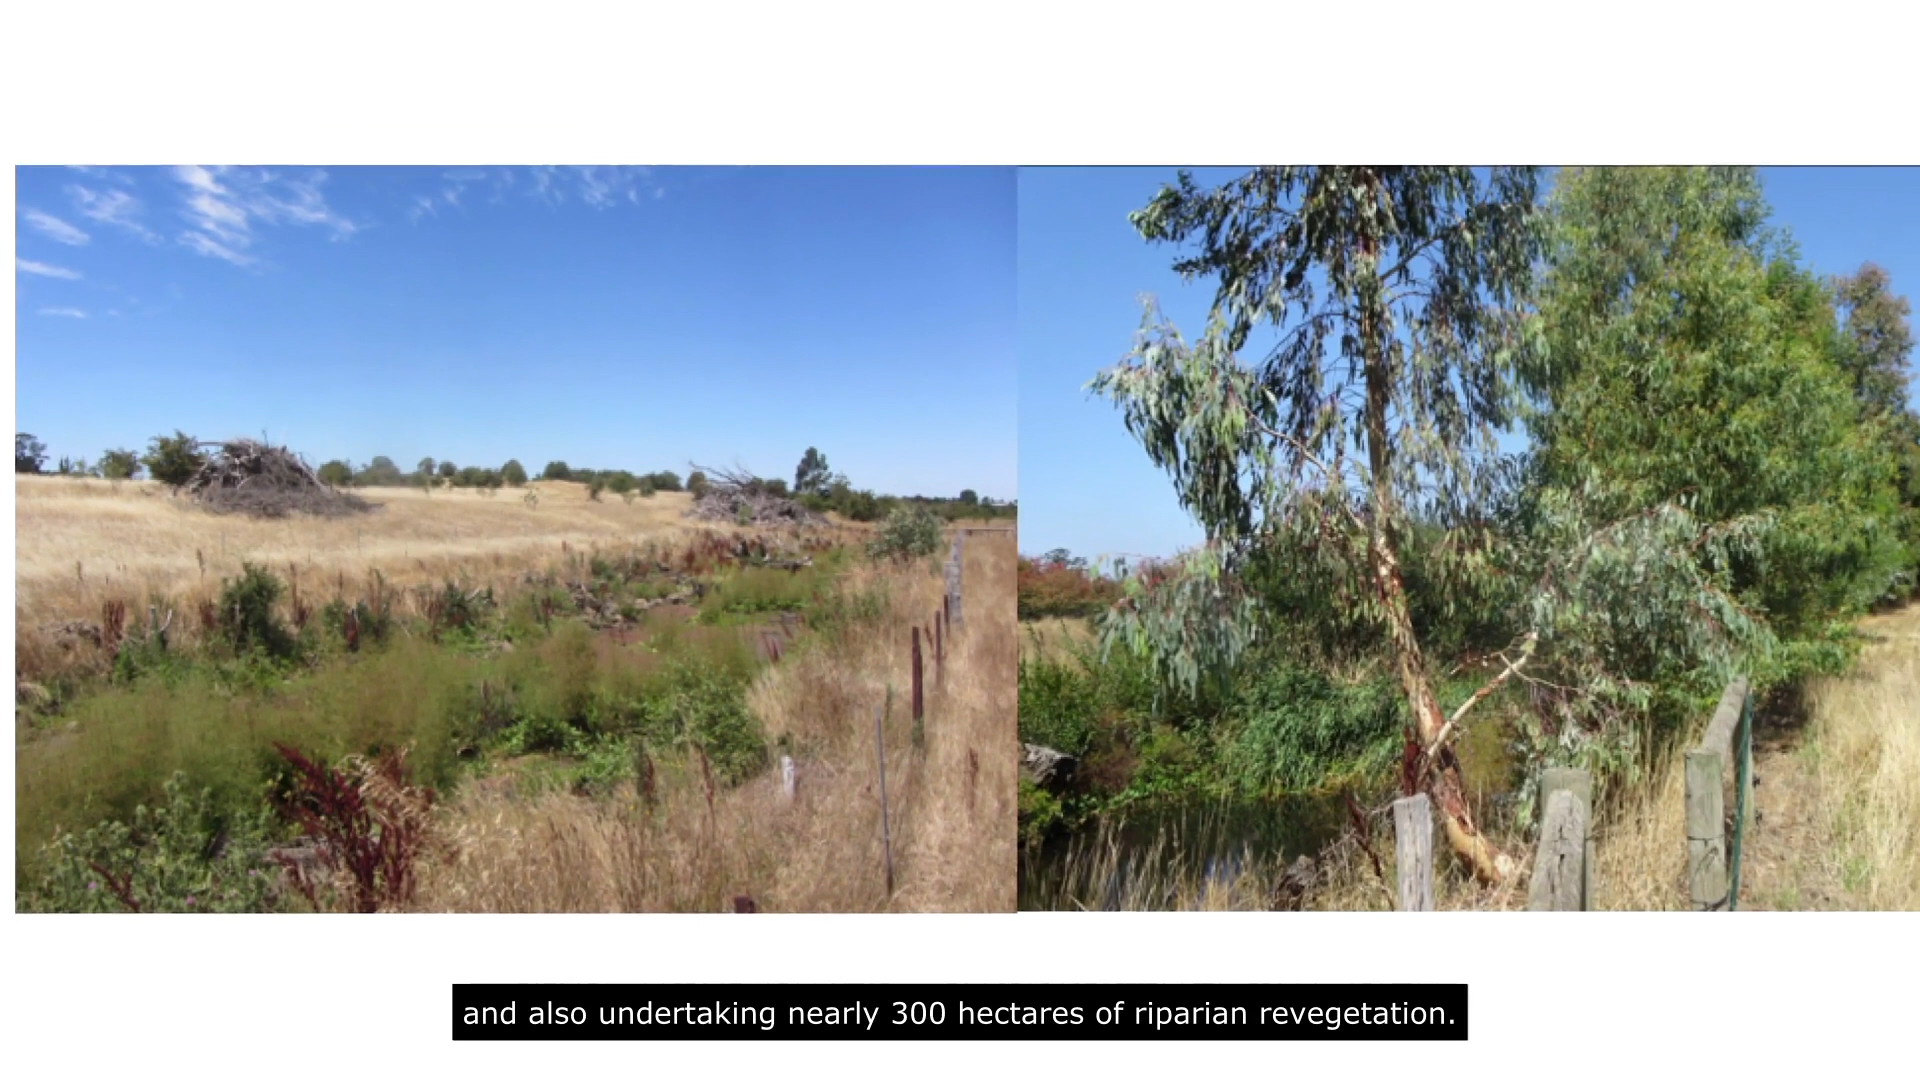 and also undertaking nearly 300 hectares of riparian revegetation.